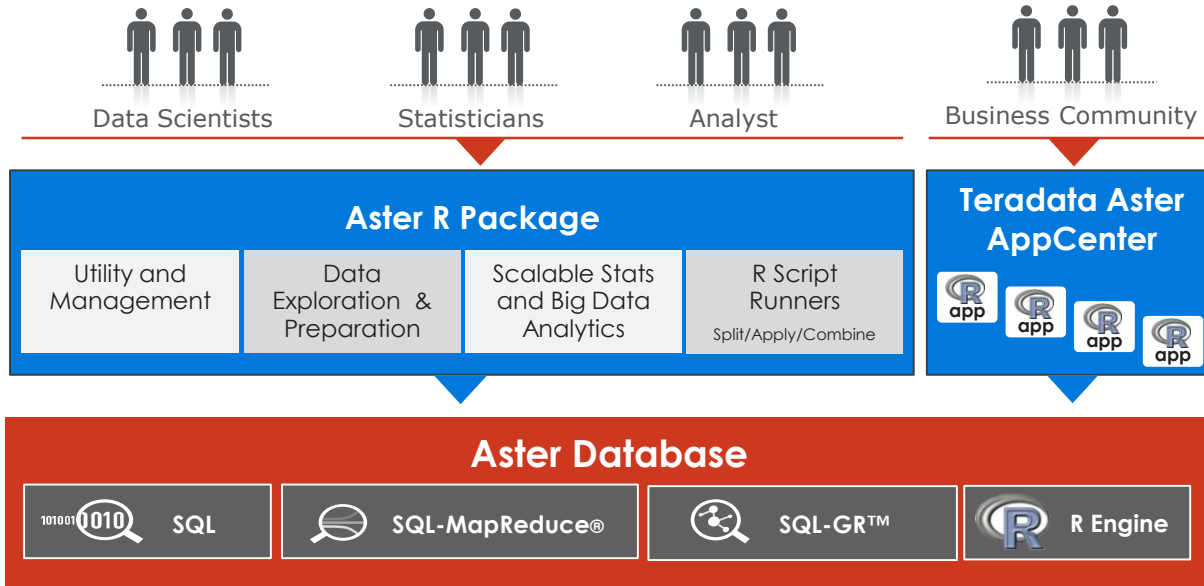 Data Scientists
Statisticians
Analyst
Business Community
Aster R Package
Utility and
Management
Data
Exploration &
Preparation
Scalable Stats
and Big Data
Analytics
R Script
Runners
Split/Apply/Combine
Teradata Aster
AppCenter
R
app
R
app
R
app
R
app
Aster Database
101001 0010
SQL
SQL-MapReduce®
SQL-GR™
R
R Engine